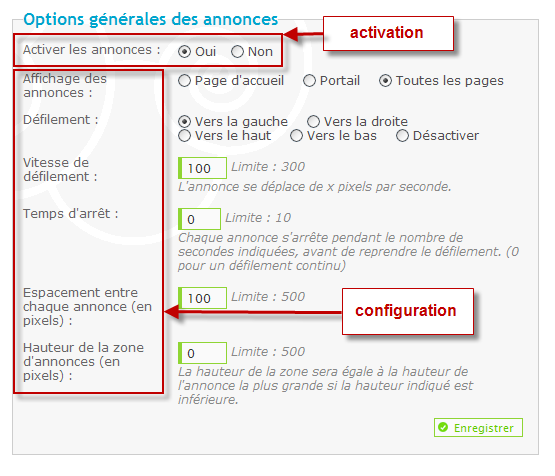 Options générales des annonces
activation
Activer les annonces : Oui Non
Affichage des annonces : Page d'accueil Portail Toutes les pages
Défilement : Vers la gauche Vers la droite
Vers le haut Vers le bas Désactiver
Vitesse de défilement : 100 Limite : 300
L'annonce se déplace de x pixels par seconde.
Temps d'arrêt : 0 Limite : 10
Chaque annonce s'arrête pendant le nombre de
secondes indiquées, avant de reprendre le défilement. (0
pour un défilement continu)
Espacement entre chaque annonce (en pixels) : 100 Limite : 500
configuration
Hauteur de la zone d'annonces (en pixels) : 0 Limite : 500
La hauteur de la zone sera égale à la hauteur de
l'annonce la plus grande si la hauteur indiqué est
inférieure.
Enregistrer